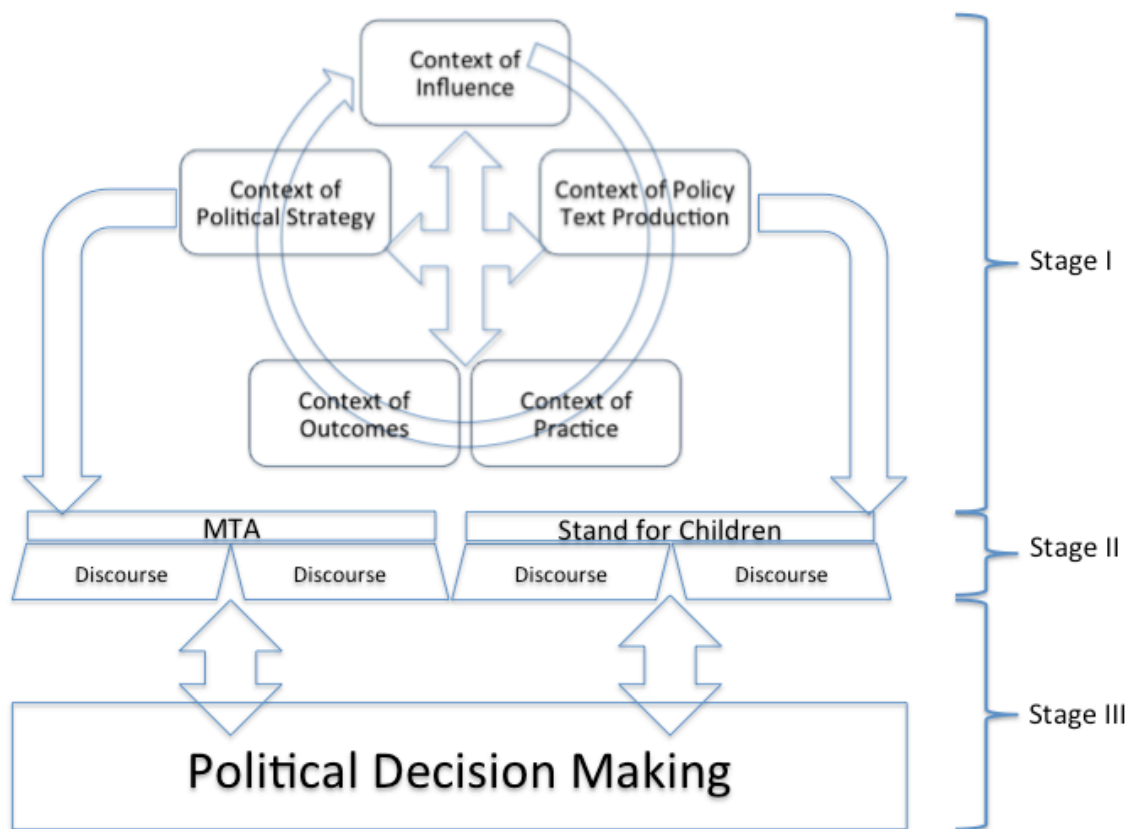 Context of
Influence
Context of
Political Strategy
Context of Policy
Text Production
Stage I
Context of
Outcomes
Context of
Practice
MTA
Stand for Children
Discourse
Discourse
Discourse
Discourse
Stage II
Stage III
Political Decision Making